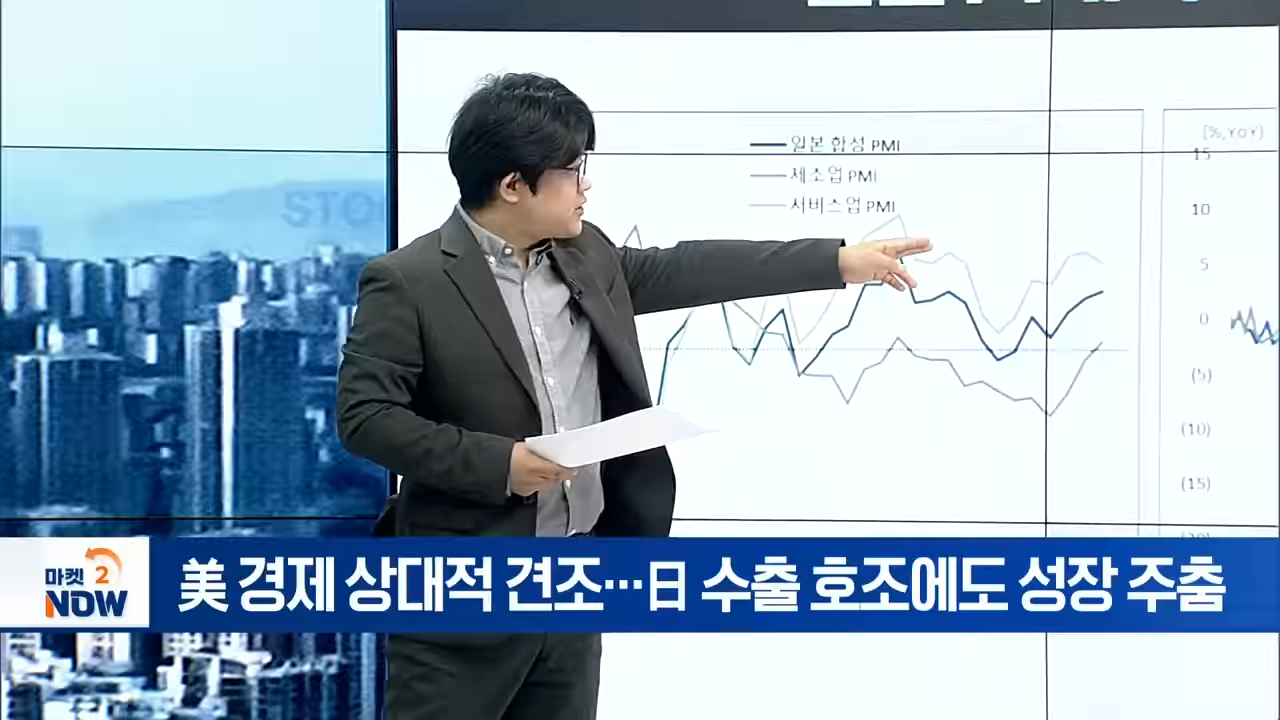 일본 합성 PMI
제조업 PMI
서비스업 PMI
(%,YoY)
15
10
5
0
(5)
(10)
(15)
마켓 2
NOW
美 경제 상대적 견조…日 수출 호조에도 성장 주춤